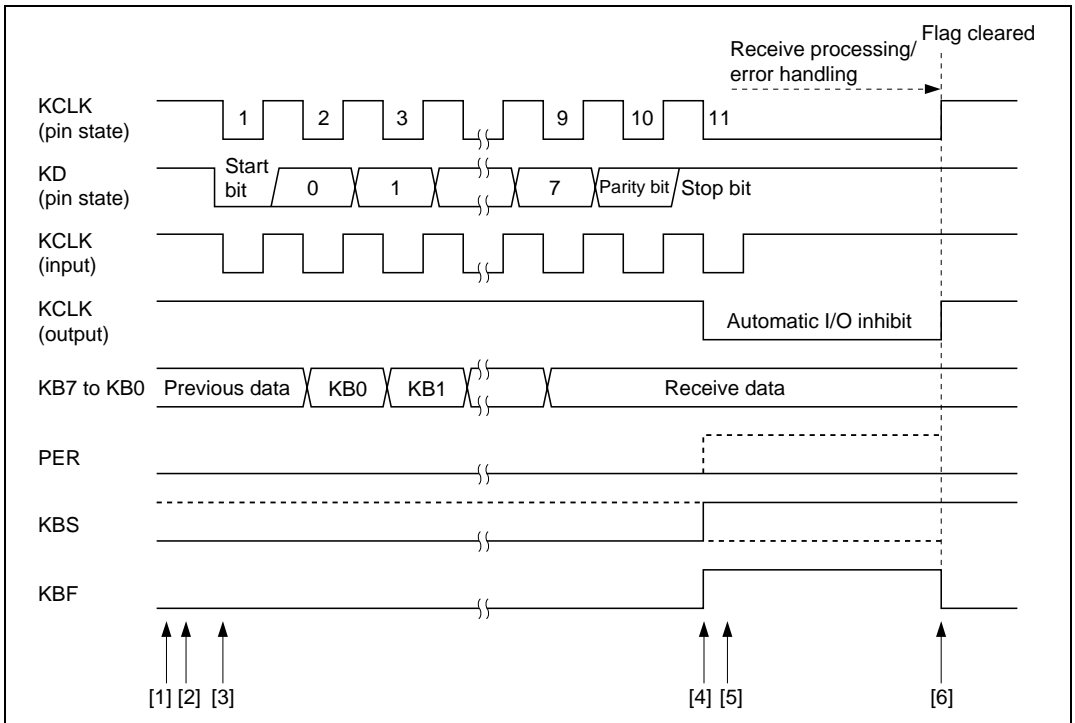 Flag cleared
Receive processing/
error handling
KCLK
(pin state)
1 2 3 9 10 11
KD
(pin state)
Start
bit
0 1 7 Parity bit Stop bit
KCLK
(input)
KCLK
(output)
Automatic I/O inhibit
KB7 to KB0 Previous data KB0 KB1 Receive data
PER
KBS
KBF
[1] [2] [3] [4] [5] [6]